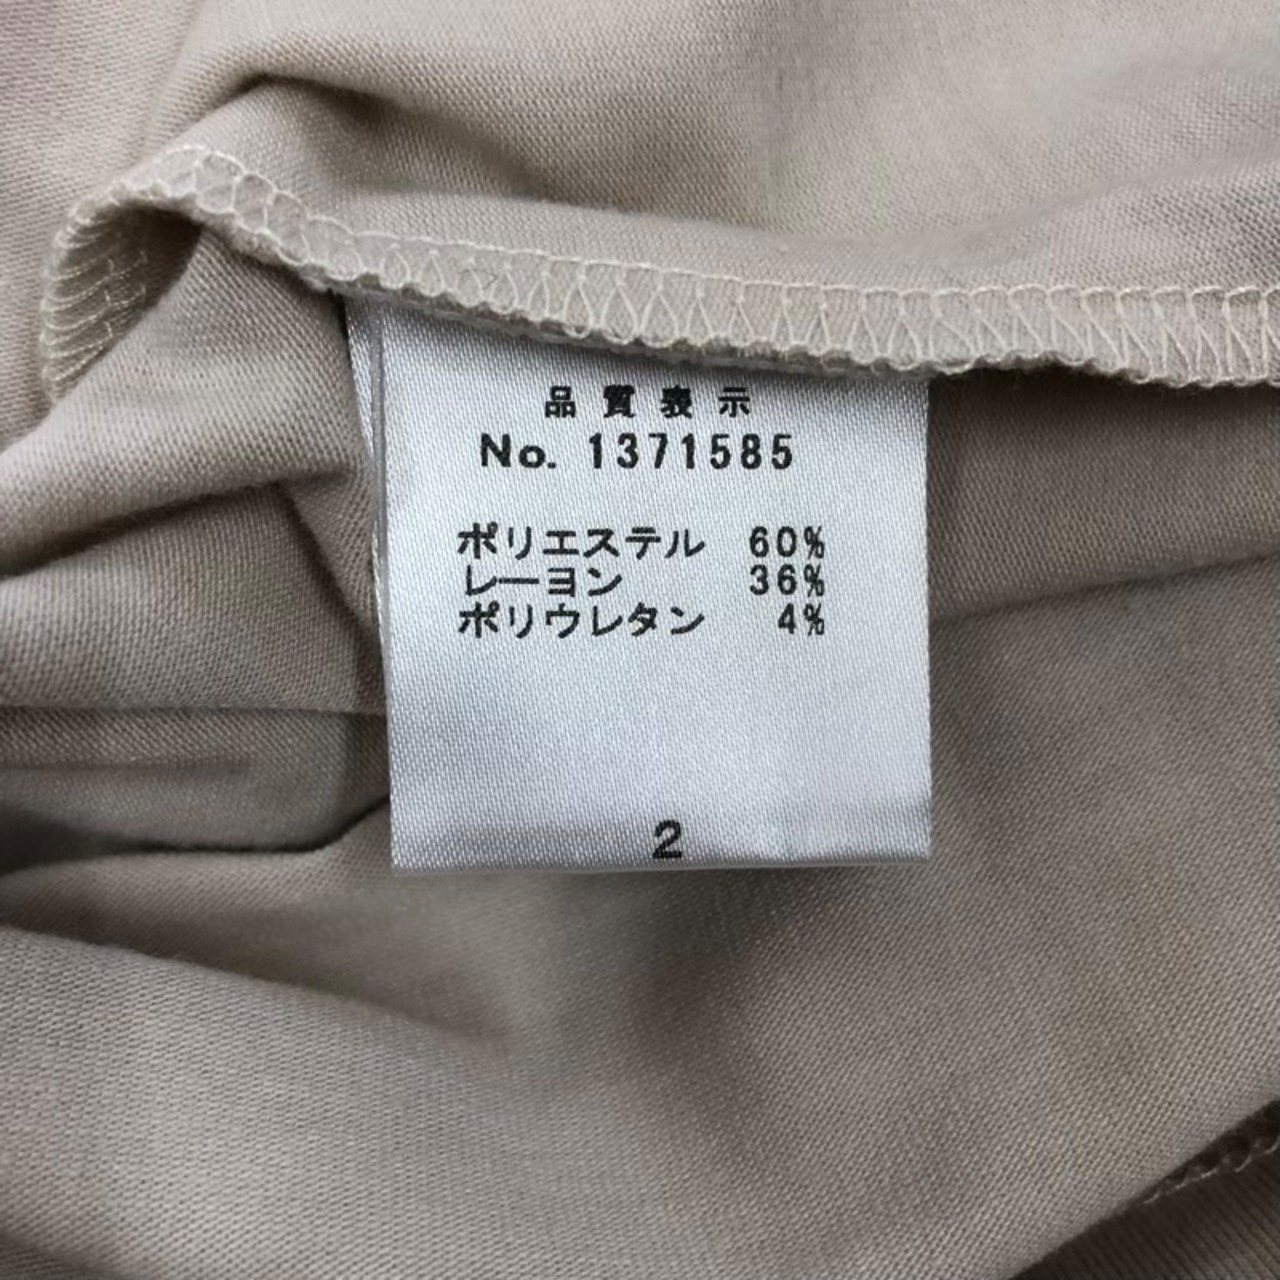 品質表示
No. 1371585
ポリエステル 60%
レーヨン 36%
ポリウレタン 4%
2